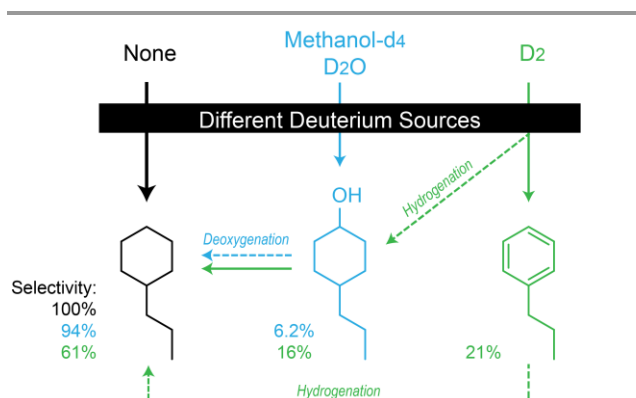 None
Methanol-d4
D2O
D2
Different Deuterium Sources
OH
Hydrogenation
Deoxygenation
Selectivity:
100%
94%
61%
6.2%
16%
21%
Hydrogenation